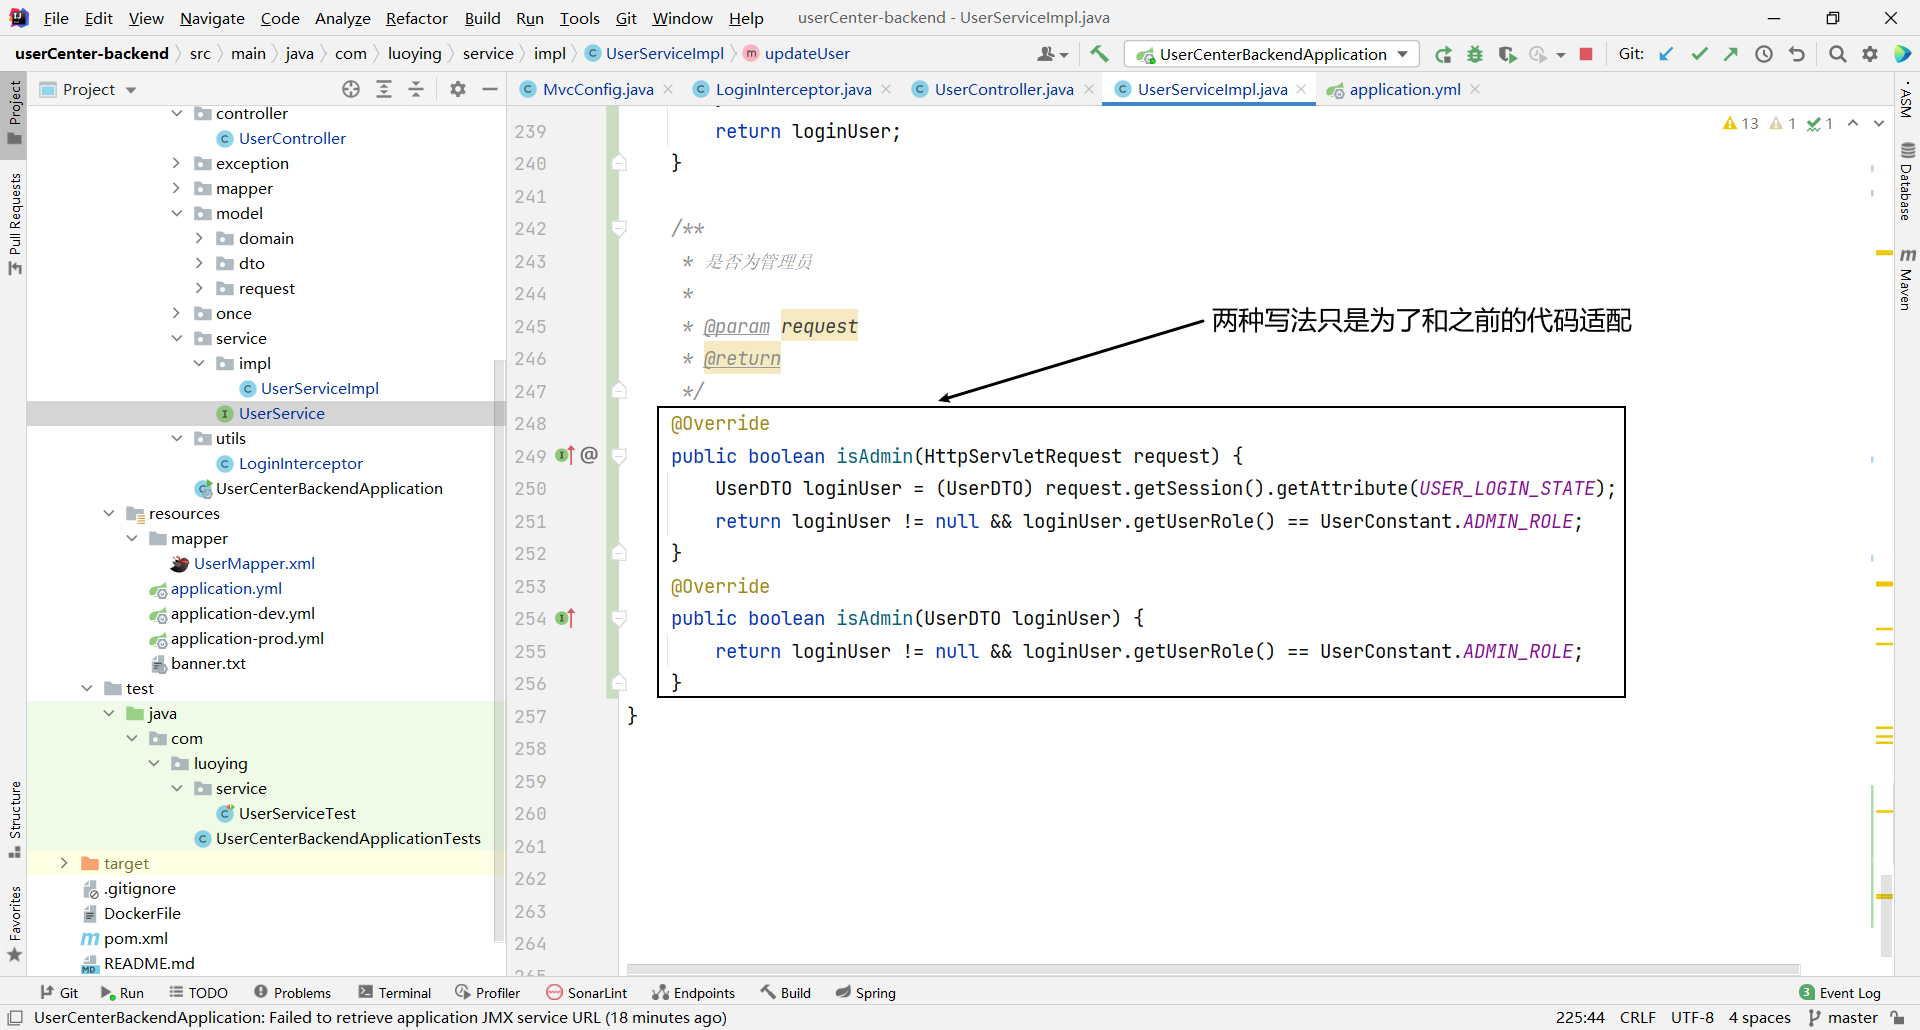 File Edit View Navigate Code Analyze Refactor Build Run Tools Git Window Help userCenter-backend - UserServiceImpl.java
userCenter-backend src main java com luoying service impl UserServiceImpl updateUser UserCenterBackendApplication Git:
Project
MvcConfig.java LoginInterceptor.java UserController.java UserServiceImpl.java application.yml
Project
Pull Requests
Structure
Favorites
controller
UserController
exception
mapper
model
domain
dto
request
once
service
impl
UserServiceImpl
UserService
utils
LoginInterceptor
UserCenterBackendApplication
resources
mapper
UserMapper.xml
application.yml
application-dev.yml
application-prod.yml
banner.txt
test
java
com
luoying
service
UserServiceTest
UserCenterBackendApplicationTests
target
.gitignore
DockerFile
pom.xml
README.md
13 1 1
239 return loginUser;
240 }
241
242 /**
243 * 是否为管理员
244 *
245 * @param request
246 * @return
247 */
248 @Override
249 @ public boolean isAdmin(HttpServletRequest request) {
250 UserDTO loginUser = (UserDTO) request.getSession().getAttribute(USER_LOGIN_STATE);
251 return loginUser != null && loginUser.getUserRole() == UserConstant.ADMIN_ROLE;
252 }
253 @Override
254 public boolean isAdmin(UserDTO loginUser) {
255 return loginUser != null && loginUser.getUserRole() == UserConstant.ADMIN_ROLE;
256 }
257 }
258
259
260
261
262
263
264
265
两种写法只是为了和之前的代码适配
ASM
Database
Maven
Git Run TODO Problems Terminal Profiler SonarLint Endpoints Build Spring 3 Event Log
UserCenterBackendApplication: Failed to retrieve application JMX service URL (18 minutes ago) 225:44 CRLF UTF-8 4 spaces master